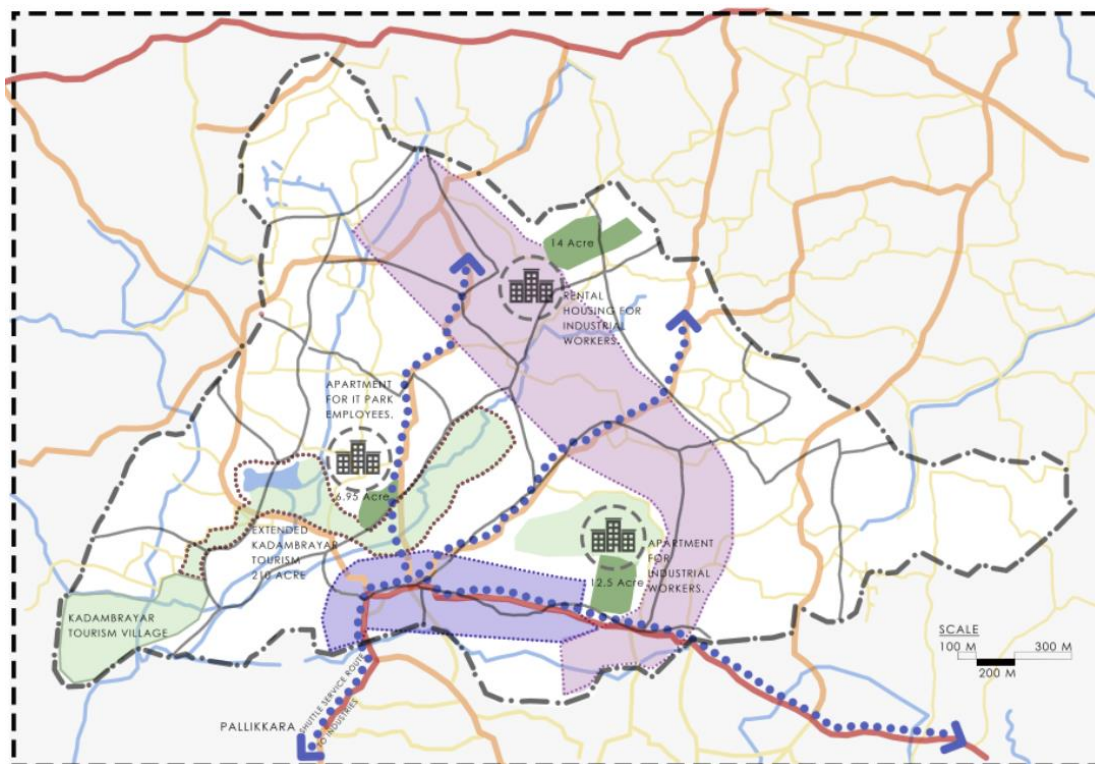 14 Acre
RENTAL
HOUSING FOR
INDUSTRIAL
WORKERS.
APARTMENT
FOR IT PARK
EMPLOYEES.
6.95 Acre
EXTENDED
KADAMBRAYAR
TOURISM
210 ACRE
KADAMBRAYAR
TOURISM VILLAGE
12.5 Acre
APARTMENT
FOR
INDUSTRIAL
WORKERS.
SCALE
100 M 300 M
200 M
PALLIKKARA
SHUTTLE SERVICE ROUTE
TO INDUSTRIES